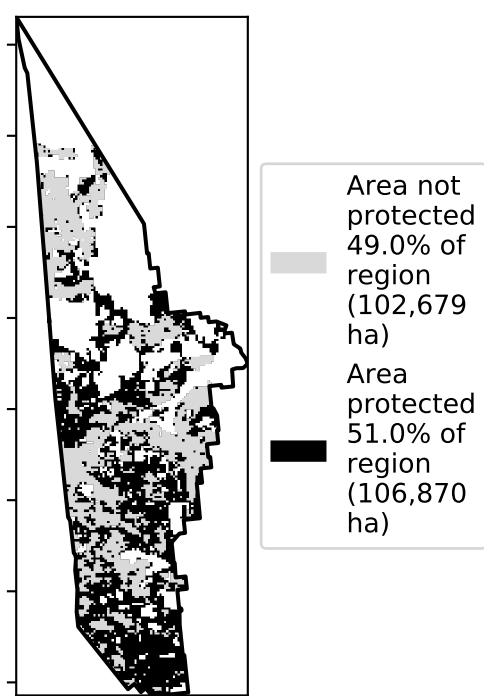 Area not
protected
49.0% of
region
(102,679
ha)
Area
protected
51.0% of
region
(106,870
ha)